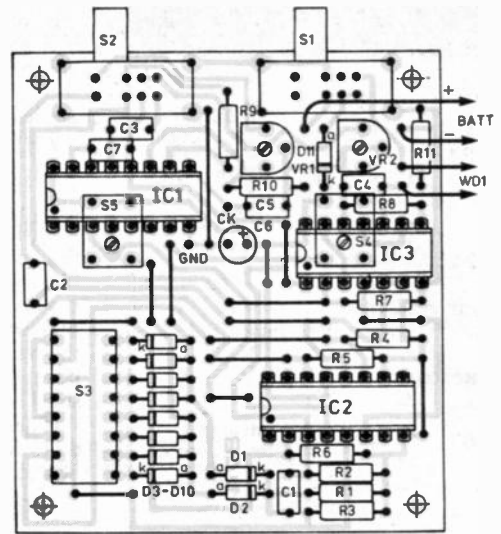 S2
S1
+
BATT
−
WD1
R9
D11
a
k
VR1
VR2
R11
C3
C7
IC1
R10
C4
R8
C5
S5
CK
C6
+
S4
IC3
GND
C2
R7
R4
R5
S3
k
a
IC2
R6
D1
a
k
k
a
D3-D10
a
k
D2
C1
R2
R1
R3